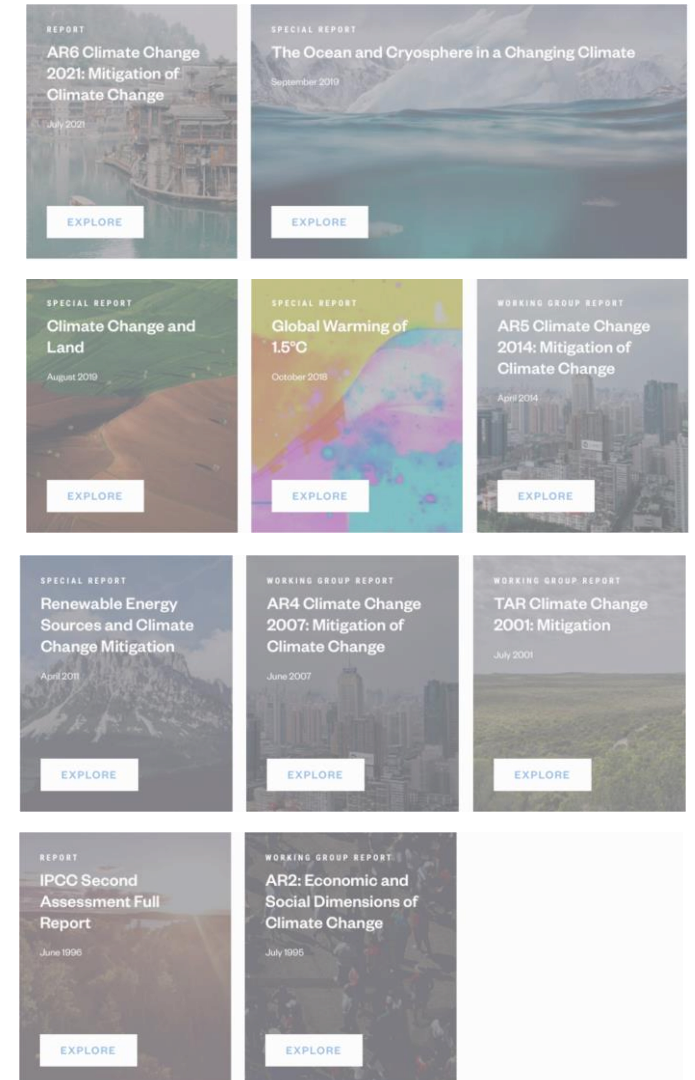 REPORT
AR6 Climate Change
2021: Mitigation of
Climate Change
July 2021
EXPLORE
SPECIAL REPORT
The Ocean and Cryosphere in a Changing Climate
September 2019
EXPLORE
SPECIAL REPORT
Climate Change and
Land
August 2019
EXPLORE
SPECIAL REPORT
Global Warming of
1.5°C
October 2018
EXPLORE
WORKING GROUP REPORT
AR5 Climate Change
2014: Mitigation of
Climate Change
April 2014
EXPLORE
SPECIAL REPORT
Renewable Energy
Sources and Climate
Change Mitigation
April 2011
EXPLORE
WORKING GROUP REPORT
AR4 Climate Change
2007: Mitigation of
Climate Change
June 2007
EXPLORE
WORKING GROUP REPORT
TAR Climate Change
2001: Mitigation
July 2001
EXPLORE
REPORT
IPCC Second
Assessment Full
Report
June 1996
EXPLORE
WORKING GROUP REPORT
AR2: Economic and
Social Dimensions of
Climate Change
July 1995
EXPLORE